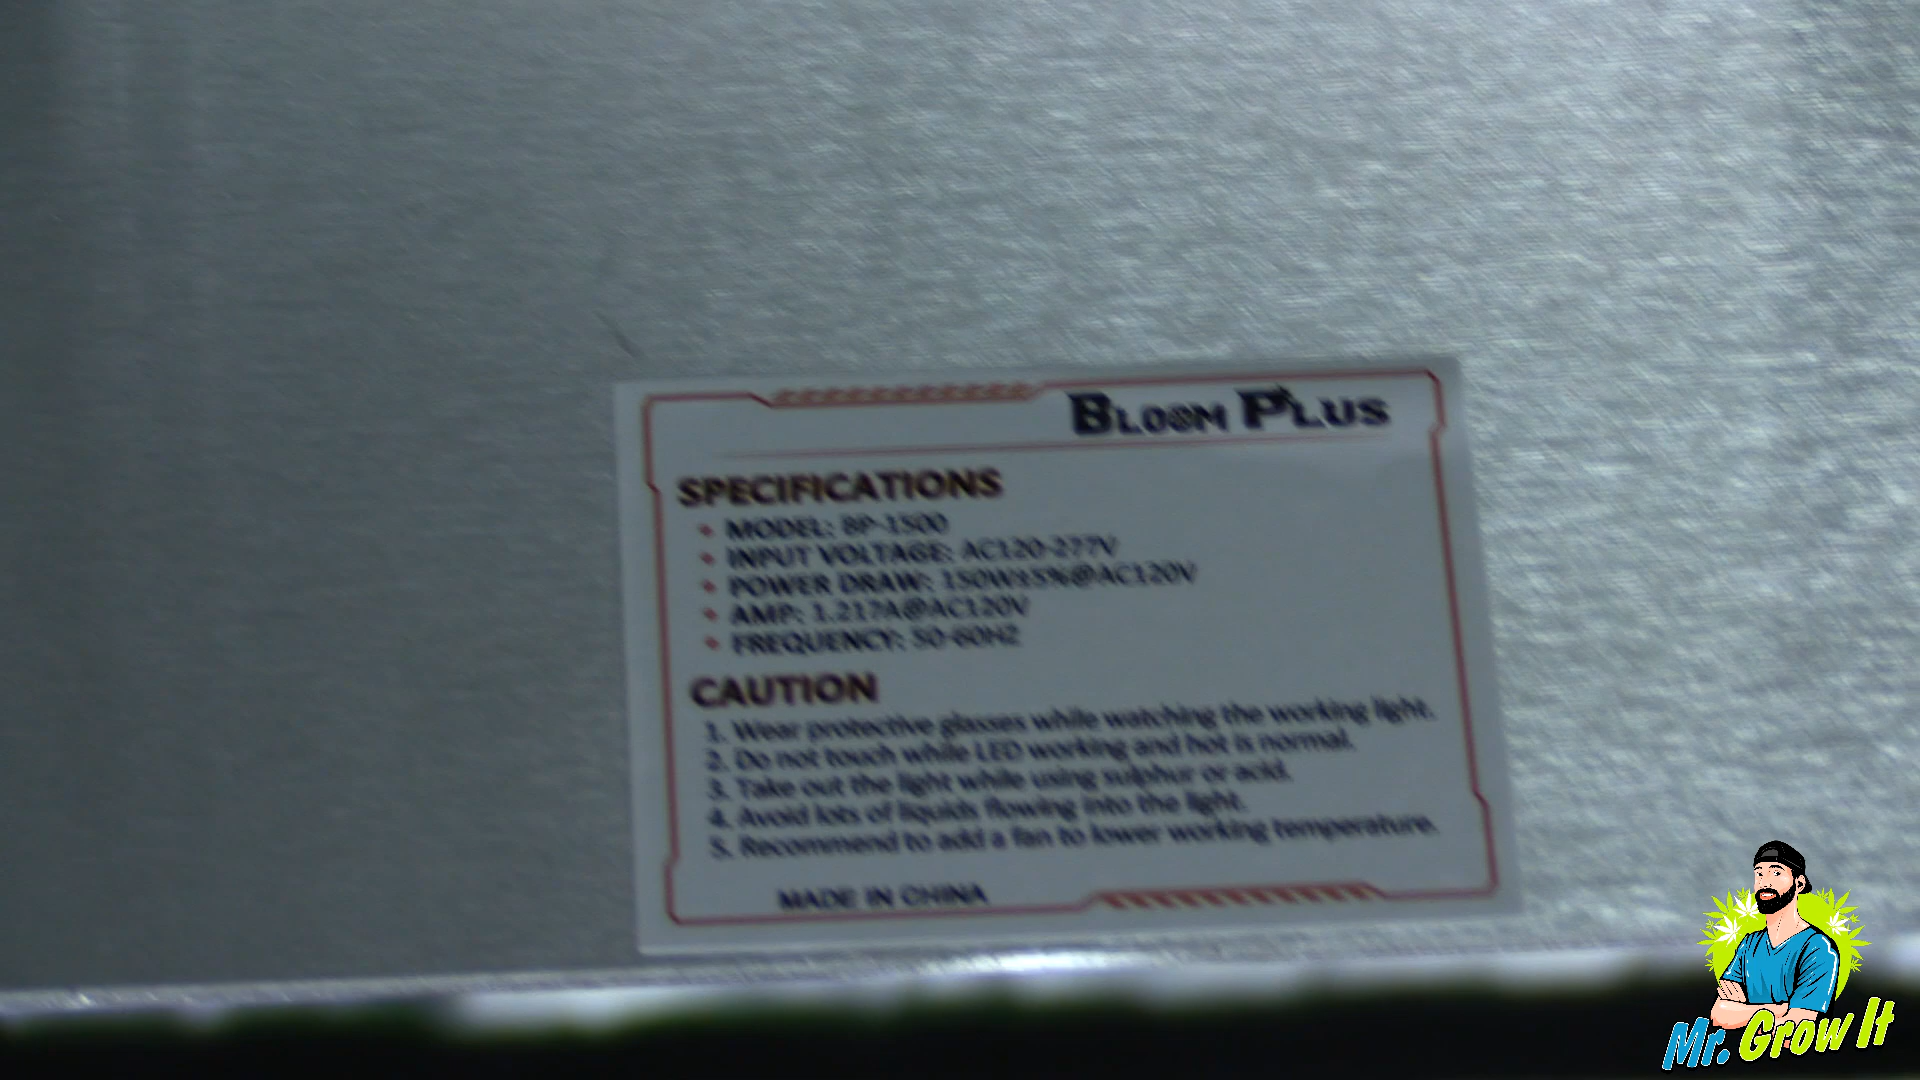 BLOOM PLUS
SPECIFICATIONS
MODEL: BP-1500
INPUT VOLTAGE: AC120-277V
POWER DRAW: 150W±5%@AC120V
AMP: 1.217A@AC120V
FREQUENCY: 50-60HZ
CAUTION
1. Wear protective glasses while watching the working light.
2. Do not touch while LED working and hot is normal.
3. Take out the light while using sulphur or acid.
4. Avoid lots of liquids flowing into the light.
5. Recommend to add a fan to lower working temperature.
MADE IN CHINA
Mr. Grow It